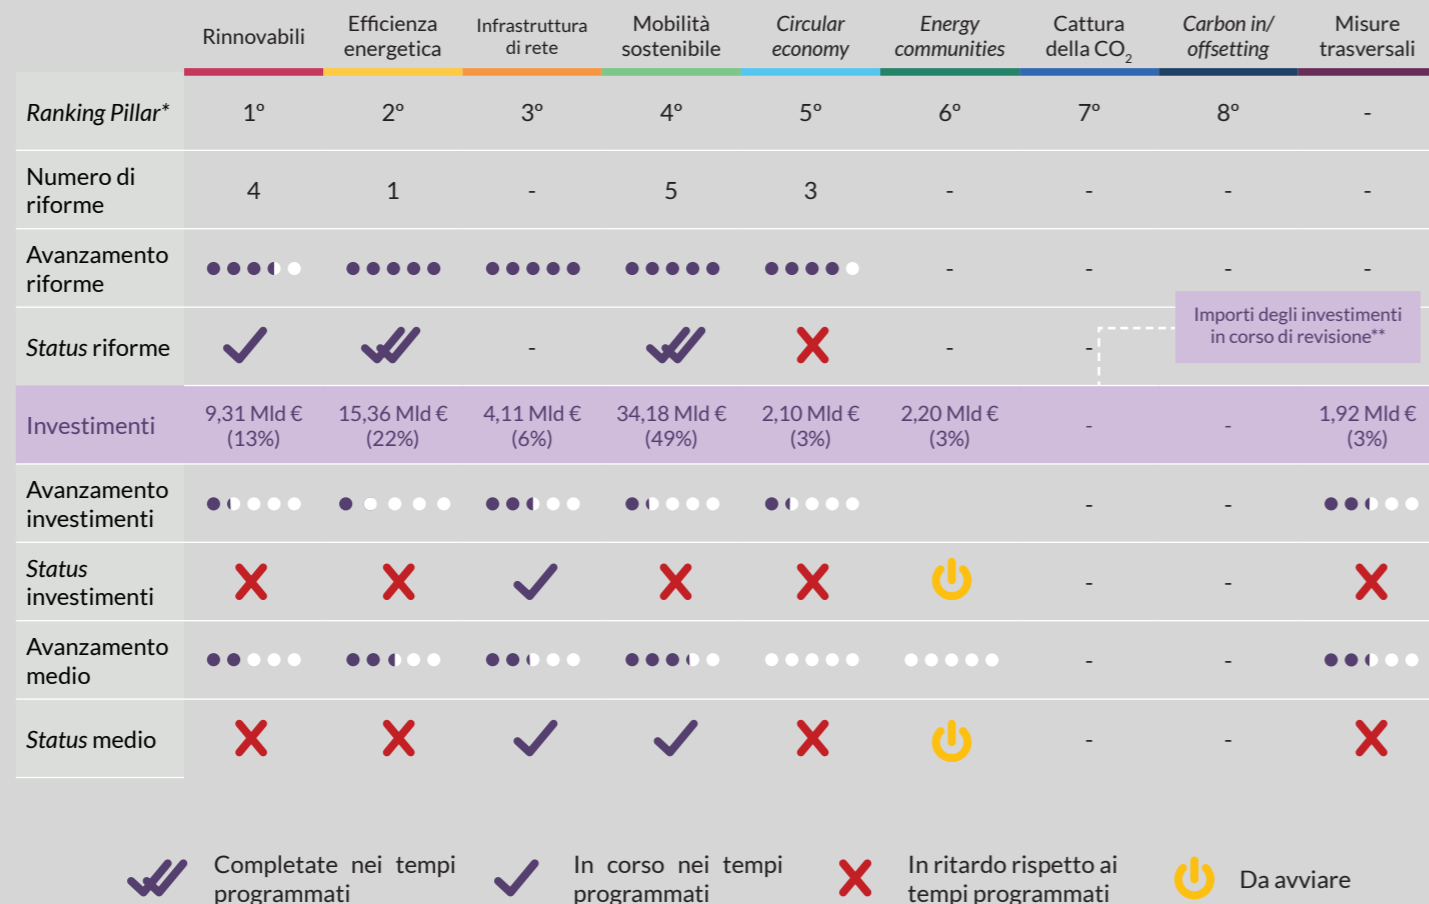 Rinnovabili
Efficienza
energetica
Infrastruttura
di rete
Mobilità
sostenibile
Circular
economy
Energy
communities
Cattura
della CO2
Carbon in/
offsetting
Misure
trasversali
Ranking Pillar* 1° 2° 3° 4° 5° 6° 7° 8° -
Numero di
riforme
4 1 - 5 3 - - - -
Avanzamento
riforme
- - - -
Importi degli investimenti
in corso di revisione**
Status riforme
- - -
Investimenti
9,31 Mld €
(13%)
15,36 Mld €
(22%)
4,11 Mld €
(6%)
34,18 Mld €
(49%)
2,10 Mld €
(3%)
2,20 Mld €
(3%)
- -
1,92 Mld €
(3%)
Avanzamento
investimenti
- -
Status
investimenti
- -
Avanzamento
medio
- -
Status medio
- -
Completate nei tempi
programmati
In corso nei tempi
programmati
In ritardo rispetto ai
tempi programmati
Da avviare